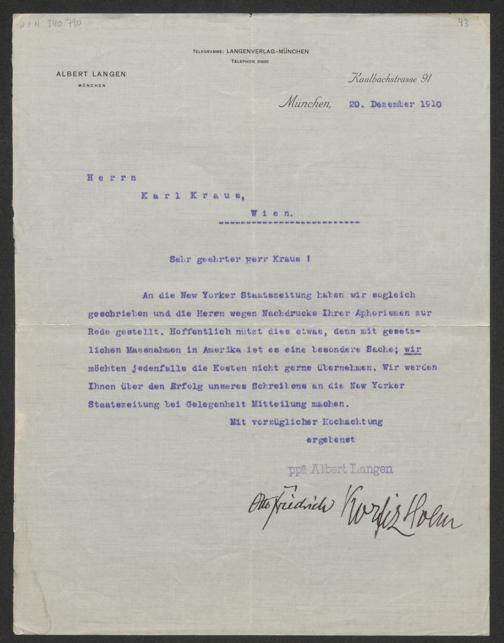 43
TELEGRAMME: LANGENVERLAG-MÜNCHEN
TELEPHON
ALBERT LANGEN
MÜNCHEN
Kaulbachstrasse 91
München, 20. Dezember 1910
Herrn
Karl Kraus,
Wien.
Sehr geehrter Herr Kraus !
An die New Yorker Staatszeitung haben wir sogleich
geschrieben und die Herrn wegen Nachdrucks Ihrer Aphorismen zur
Rede gestellt. Hoffentlich nützt dies etwas, denn mit gesetz-
lichen Massnahmen in Amerika ist es eine besondere Sache; wir
möchten jedenfalls die Kosten nicht gerne übernehmen. Wir werden
Ihnen über den Erfolg unseres Schreibens an die New Yorker
Staatszeitung bei Gelegenheit Mitteilung machen.
Mit vorzüglicher Hochachtung
ergebenst
ppa Albert Langen
Otto Friedrich Korfiz Holm